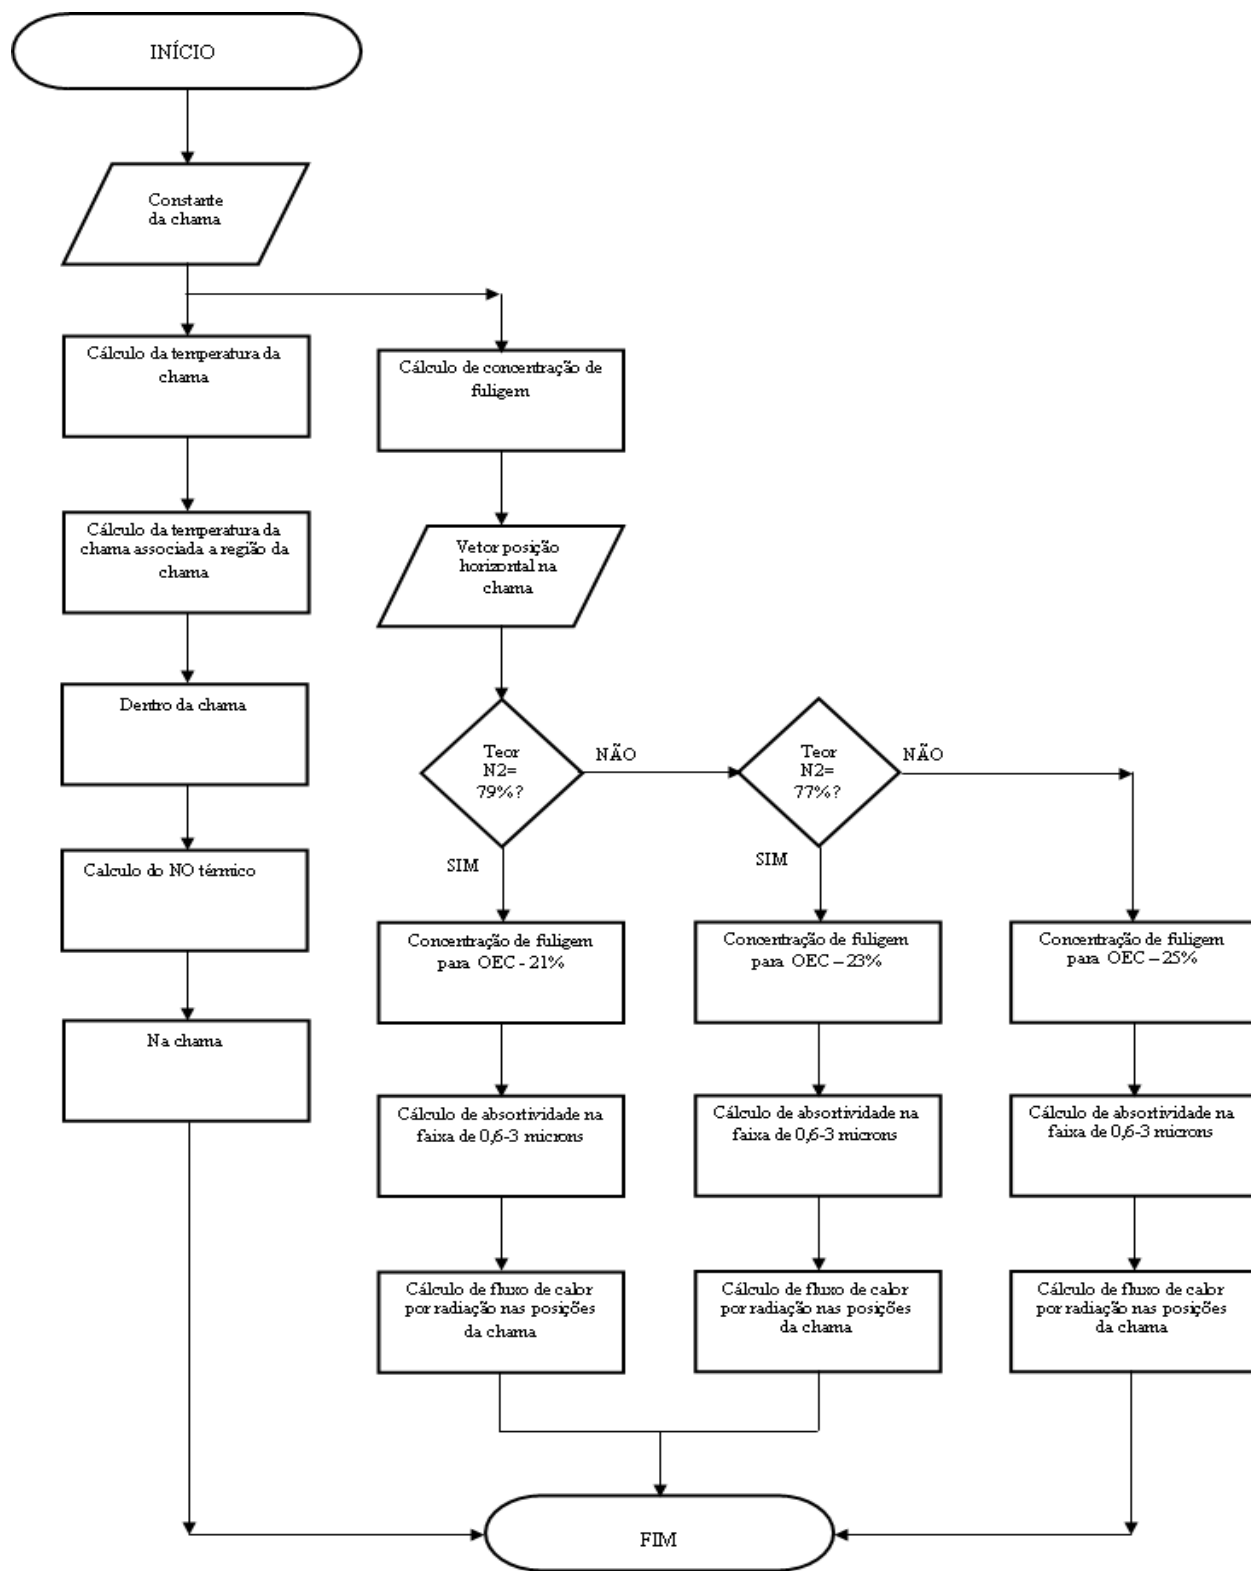 INÍCIO
Constante
da chama
Cálculo da temperatura da
chama
Cálculo da temperatura da
chama associada a região da
chama
Dentro da chama
Calculo do NO térmico
Na chama
Cálculo de concentração de
fuligem
Vetor posição
horizontal na
chama
Teor
N2=
79%?
NÃO
SIM
Teor
N2=
77%?
NÃO
SIM
Concentração de fuligem
para OEC - 21%
Cálculo de absortividade na
faixa de 0,6-3 microns
Cálculo de fluxo de calor
por radiação nas posições
da chama
Concentração de fuligem
para OEC – 23%
Cálculo de absortividade na
faixa de 0,6-3 microns
Cálculo de fluxo de calor
por radiação nas posições
da chama
Concentração de fuligem
para OEC – 25%
Cálculo de absortividade na
faixa de 0,6-3 microns
Cálculo de fluxo de calor
por radiação nas posições
da chama
FIM